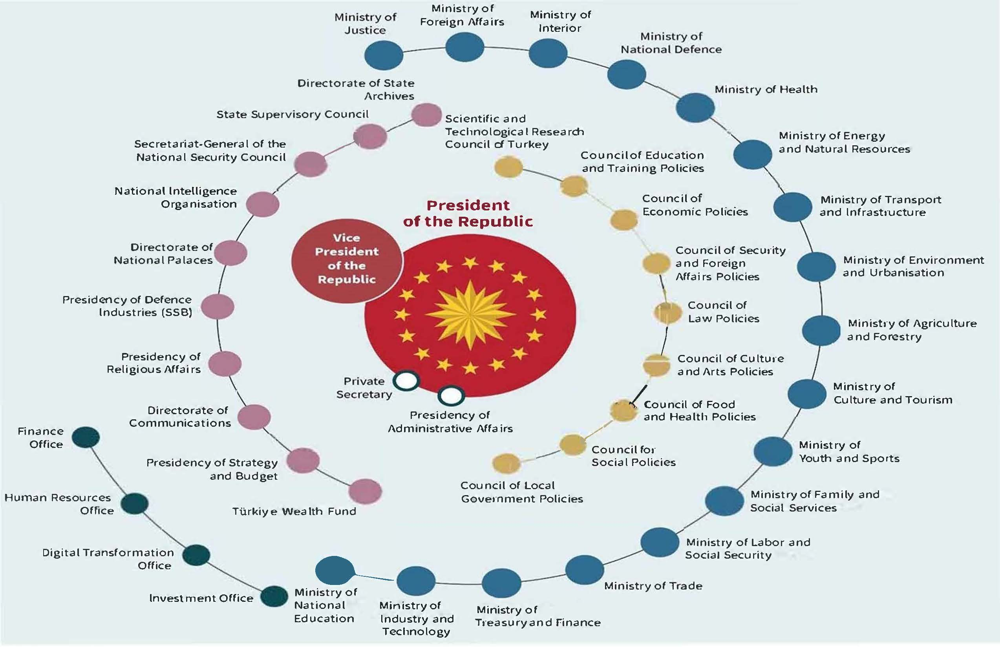 Ministry of
Justice
Ministry of
Foreign Affairs
Ministry of
Interior
Ministry of
National Defence
Ministry of Health
Ministry of Energy
and Natural Resources
Ministry of Transport
and Infrastructure
Ministry of Environment
and Urbanisation
Ministry of Agriculture
and Forestry
Ministry of
Culture and Tourism
Ministry of
Youth and Sports
Ministry of Family and
Social Services
Ministry of Labor and
Social Security
Ministry of Trade
Ministry of
Treasury and Finance
Ministry of
Industry and
Technology
Ministry of
National
Education
Directorate of State
Archives
State Supervisory Council
Secretariat-General of the
National Security Council
National Intelligence
Organisation
Directorate of
National Palaces
Presidency of Defence
Industries (SSB)
Presidency of
Religious Affairs
Directorate of
Communications
Presidency of Strategy
and Budget
Türkiye Wealth Fund
Scientific and
Technological Research
Council of Turkey
Council of Education
and Training Policies
Council of
Economic Policies
Council of Security
and Foreign
Affairs Policies
Council of
Law Policies
Council of Culture
and Arts Policies
Council of Food
and Health Policies
Council for
Social Policies
Council of Local
Government Policies
President
of the Republic
Vice
President
of the
Republic
Private
Secretary
Presidency of
Administrative Affairs
Finance
Office
Human Resources
Office
Digital Transformation
Office
Investment Office